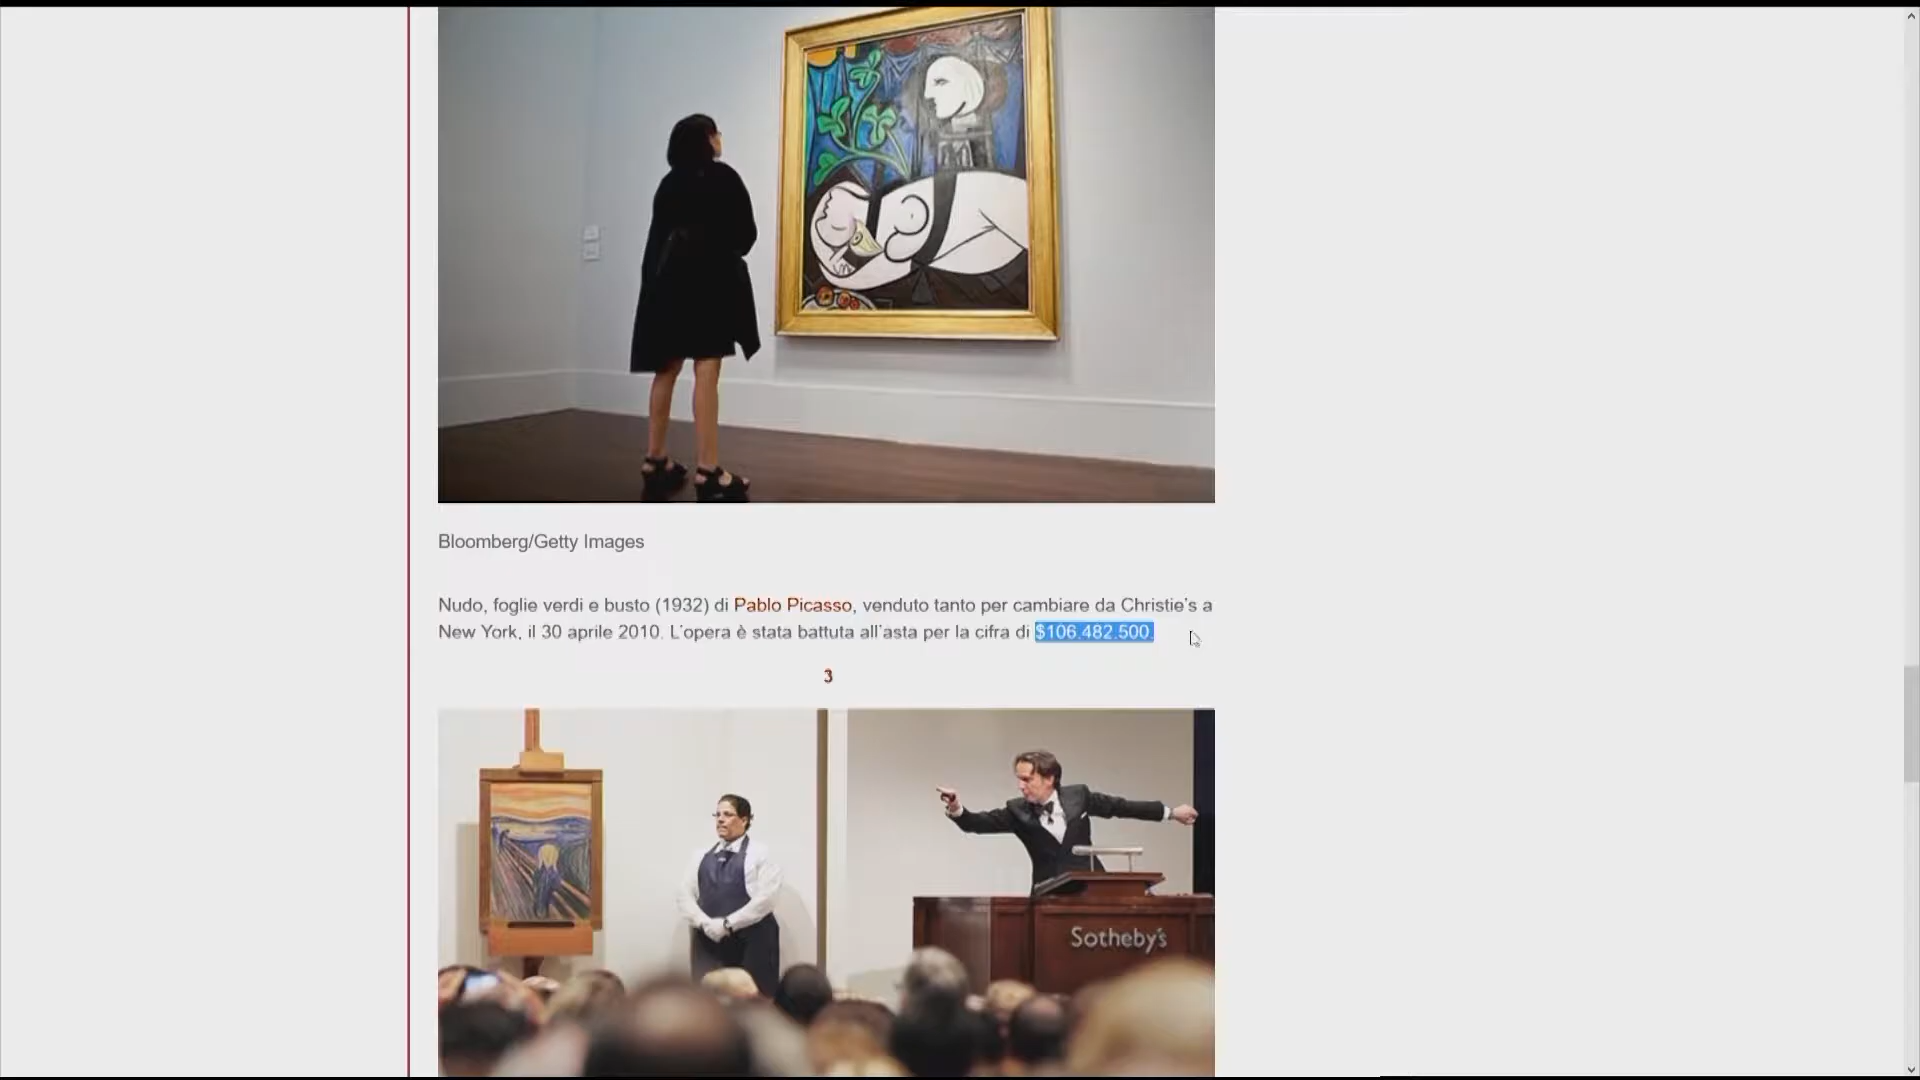 Bloomberg/Getty Images
Nudo, foglie verdi e busto (1932) di Pablo Picasso, venduto tanto per cambiare da Christie's a
New York, il 30 aprile 2010. L'opera è stata battuta all'asta per la cifra di $106.482.500.
3
Sotheby's